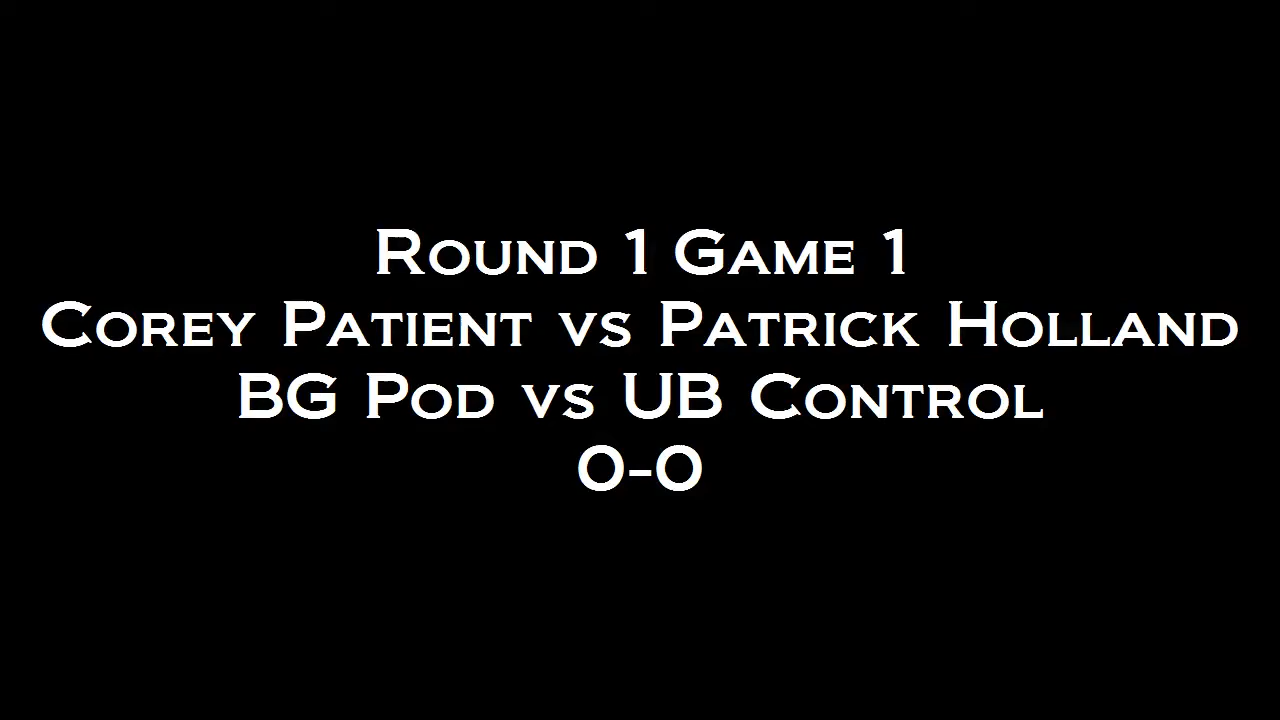 Round 1 Game 1
Corey Patient vs Patrick Holland
BG Pod vs UB Control
0-0